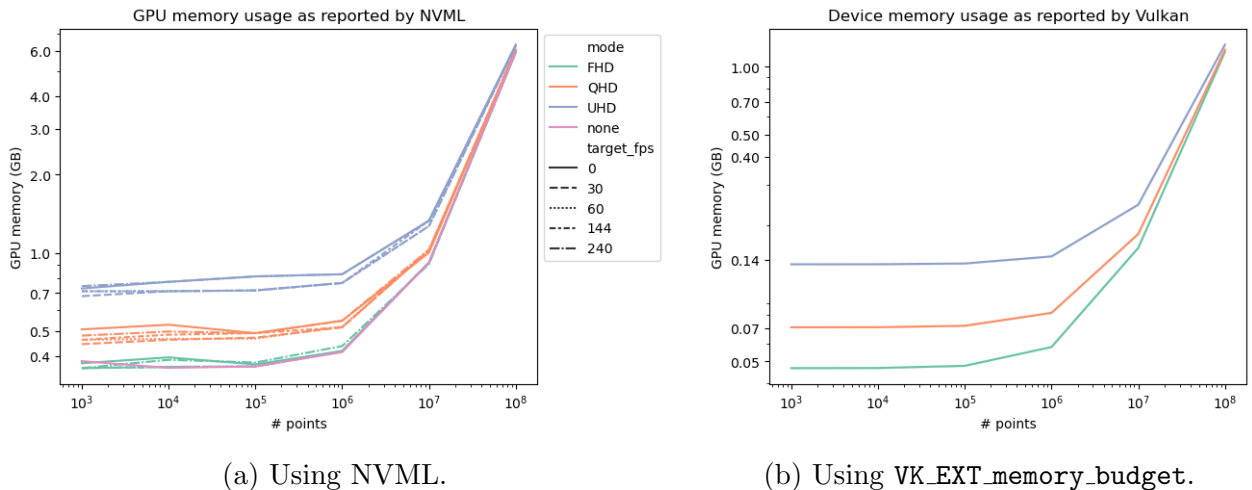 GPU memory usage as reported by NVML
GPU memory (GB)
6.0
4.0
3.0
2.0
1.0
0.7
0.5
0.4
10³
10⁴
10⁵
10⁶
10⁷
10⁸
# points
mode
FHD
QHD
UHD
none
target_fps
0
30
60
144
240
(a) Using NVML.
Device memory usage as reported by Vulkan
GPU memory (GB)
1.00
0.70
0.50
0.40
0.14
0.07
0.05
10³
10⁴
10⁵
10⁶
10⁷
10⁸
# points
(b) Using VK_EXT_memory_budget.